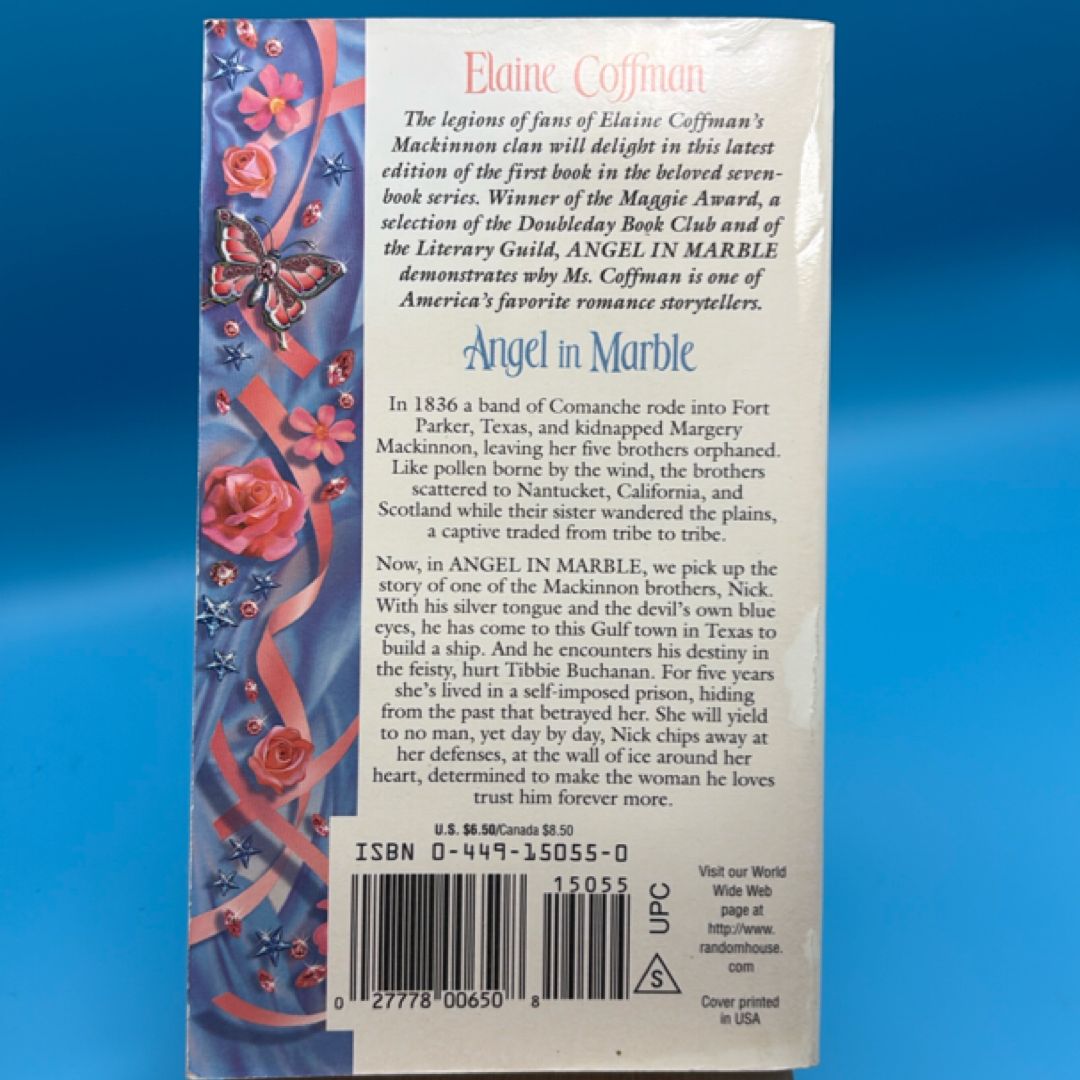 Elaine Coffman
The legions of fans of Elaine Coffman's
Mackinnon clan will delight in this latest
edition of the first book in the beloved seven-
book series. Winner of the Maggie Award, a
selection of the Doubleday Book Club and of
the Literary Guild, ANGEL IN MARBLE
demonstrates why Ms. Coffman is one of
America's favorite romance storytellers.
Angel in Marble
In 1836 a band of Comanche rode into Fort
Parker, Texas, and kidnapped Margery
Mackinnon, leaving her five brothers orphaned.
Like pollen borne by the wind, the brothers
scattered to Nantucket, California, and
Scotland while their sister wandered the plains,
a captive traded from tribe to tribe.
Now, in ANGEL IN MARBLE, we pick up the
story of one of the Mackinnon brothers, Nick.
With his silver tongue and the devil's own blue
eyes, he has come to this Gulf town in Texas to
build a ship. And he encounters his destiny in
the feisty, hurt Tibbie Buchanan. For five years
she's lived in a self-imposed prison, hiding
from the past that betrayed her. She will yield
to no man, yet day by day, Nick chips away at
her defenses, at the wall of ice around her
heart, determined to make the woman he loves
trust him forever more.
U.S. $6.50/Canada $8.50
ISBN 0-449-15055-0
15055
0 27778 00650 8
UPC
S
Visit our World
Wide Web
page at
http://www.
randomhouse.
com
Cover printed
in USA